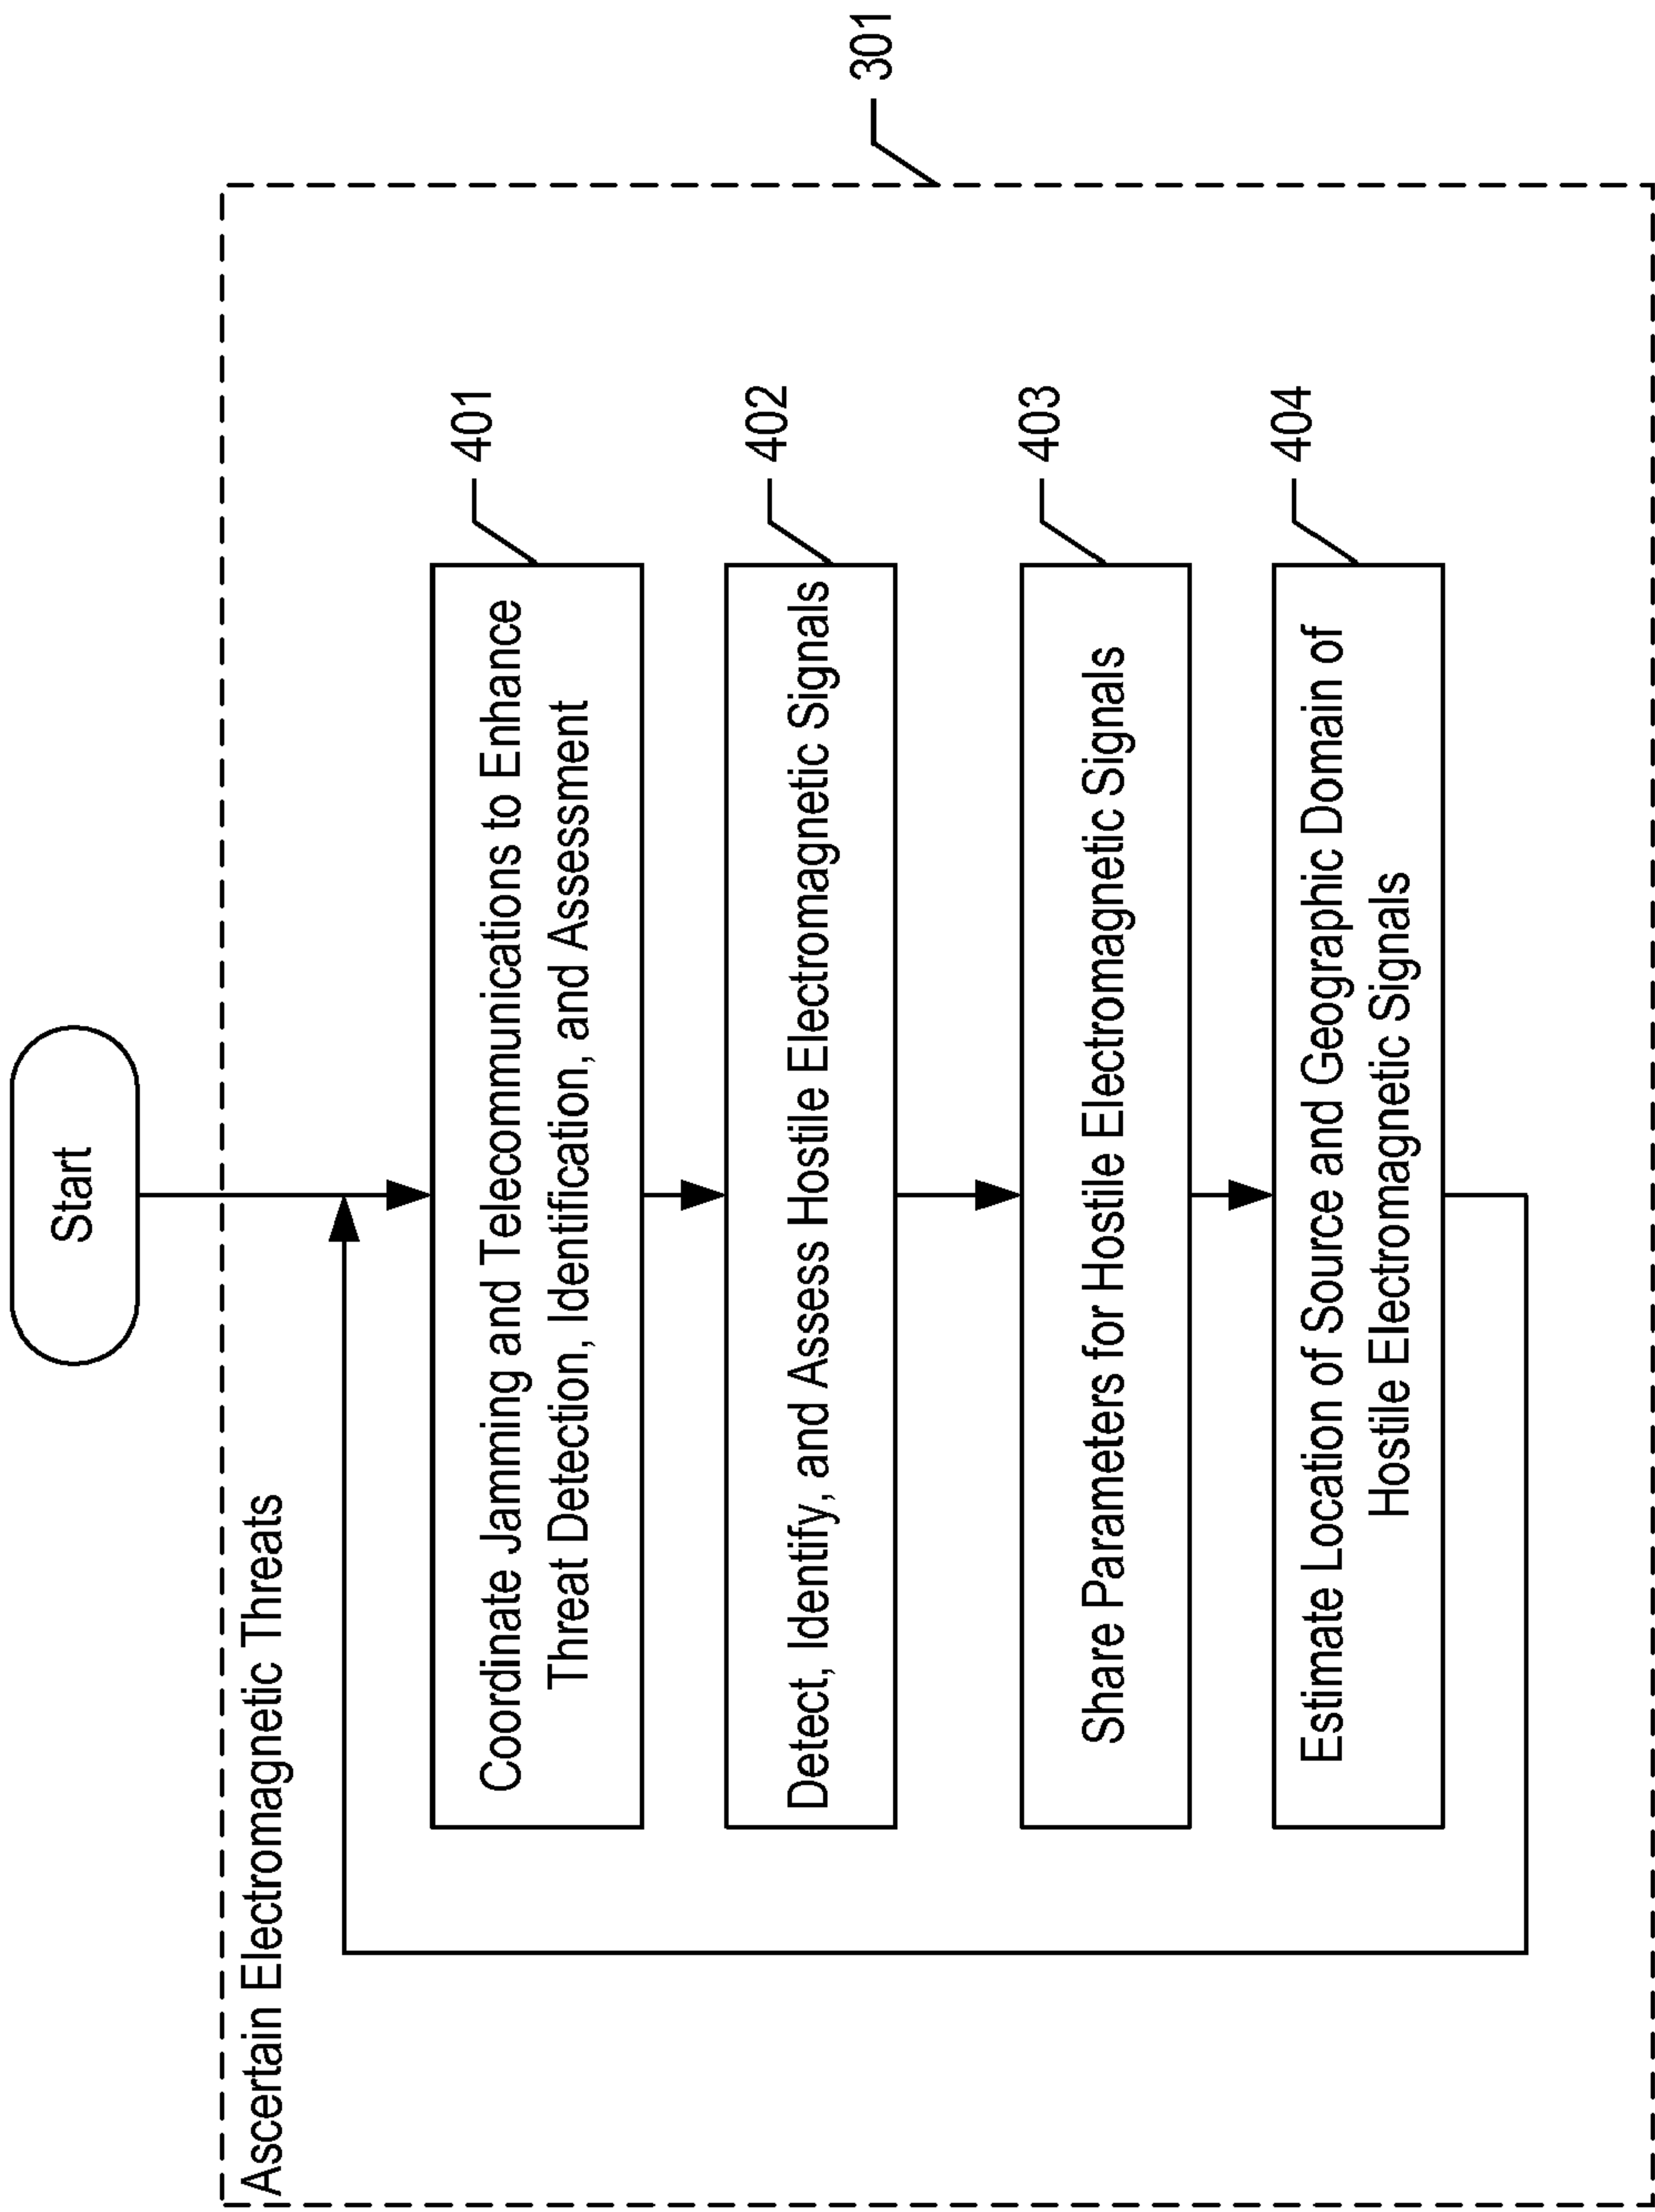 Start
Ascertain Electromagnetic Threats
301
Coordinate Jamming and Telecommunications to Enhance
Threat Detection, Identification, and Assessment
401
Detect, Identify, and Assess Hostile Electromagnetic Signals
402
Share Parameters for Hostile Electromagnetic Signals
403
Estimate Location of Source and Geographic Domain of
Hostile Electromagnetic Signals
404